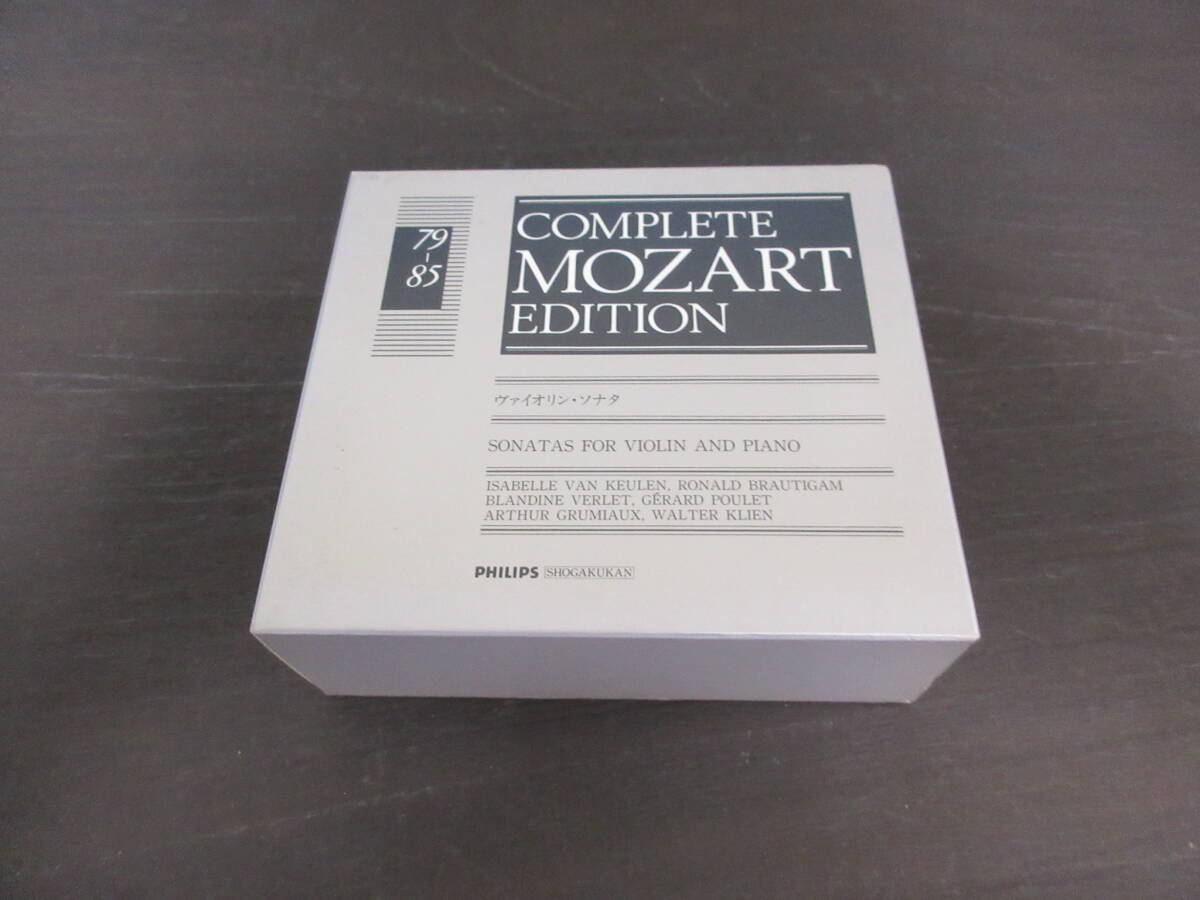 79
-
85
COMPLETE
MOZART
EDITION
ヴァイオリン・ソナタ
SONATAS FOR VIOLIN AND PIANO
ISABELLE VAN KEULEN, RONALD BRAUTIGAM
BLANDINE VERLET, GÉRARD POULET
ARTHUR GRUMIAUX, WALTER KLIEN
PHILIPS SHOGAKUKAN